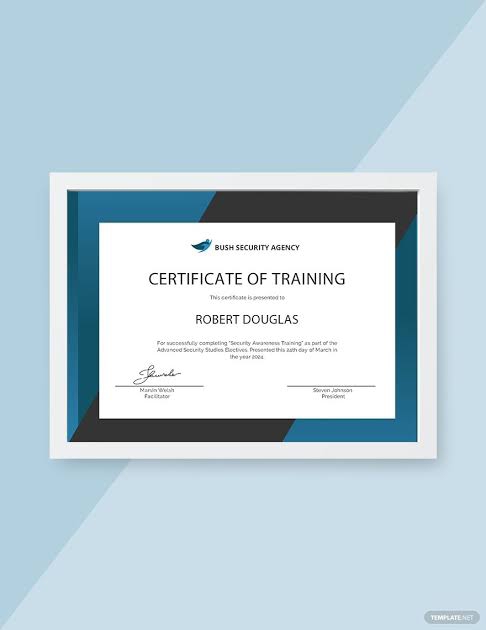 BUSH SECURITY AGENCY
CERTIFICATE OF TRAINING
This certificate is presented to
ROBERT DOUGLAS
For successfully completing "Security Awareness Training" as part of the
Advanced Security Studies Electives. Presented this 24th day of March in
the year 2024.
Marvin Welsh
Facilitator
Steven Johnson
President
TEMPLATE.NET